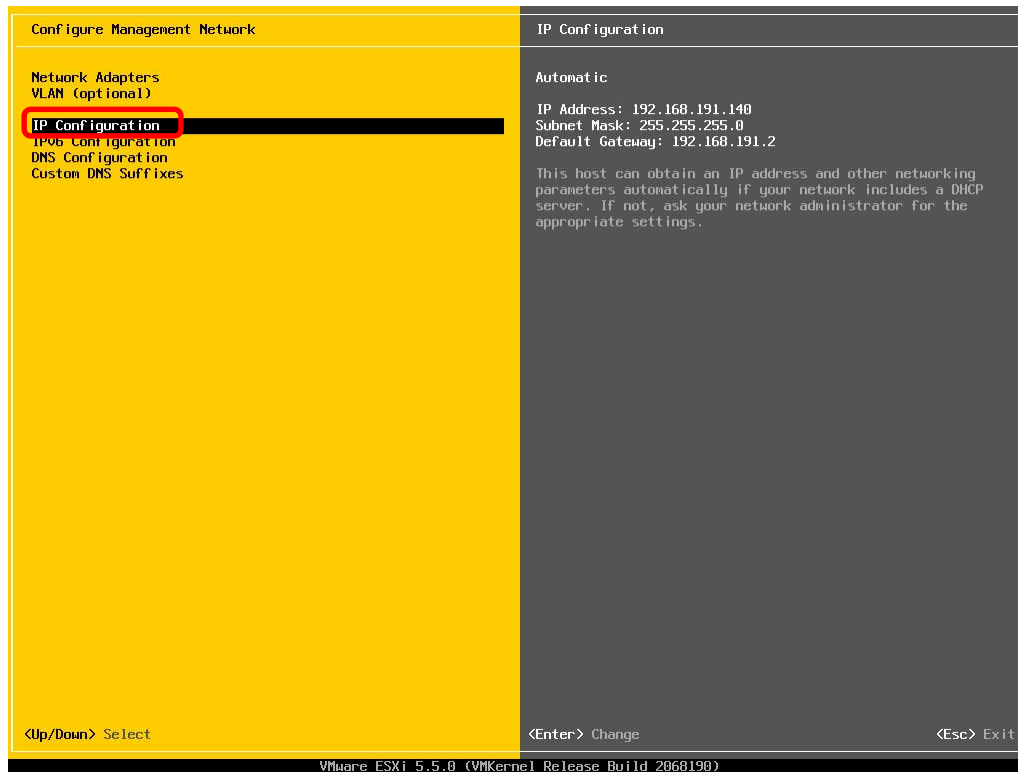 Configure Management Network
Network Adapters
VLAN (optional)
IP Configuration
IPv6 Configuration
DNS Configuration
Custom DNS Suffixes
<Up/Down> Select
IP Configuration
Automatic
IP Address: 192.168.191.140
Subnet Mask: 255.255.255.0
Default Gateway: 192.168.191.2
This host can obtain an IP address and other networking
parameters automatically if your network includes a DHCP
server. If not, ask your network administrator for the
appropriate settings.
<Enter> Change
<Esc> Exit
VMware ESXi 5.5.0 (VMKernel Release Build 2068190)